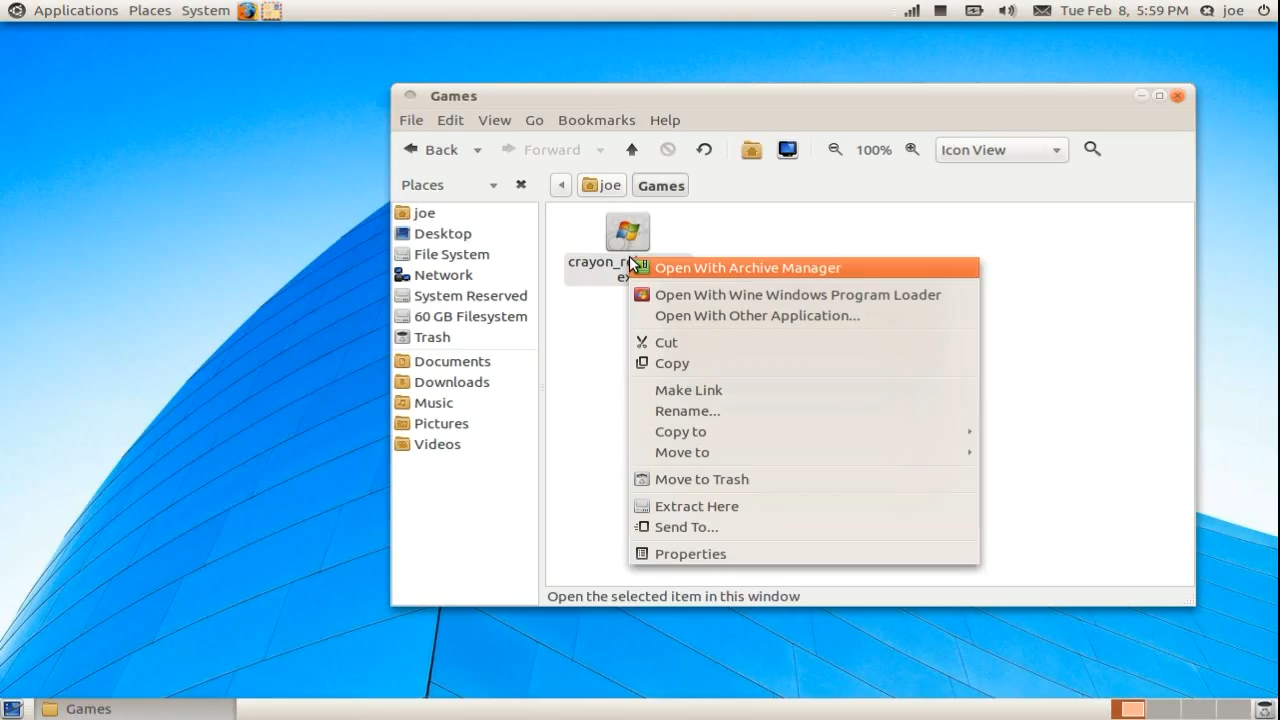 Applications Places System Tue Feb 8, 5:59 PM joe
Games
File Edit View Go Bookmarks Help
Back Forward 100% Icon View
Places joe Games
joe
Desktop
File System
Network
System Reserved
60 GB Filesystem
Trash
Documents
Downloads
Music
Pictures
Videos
Open With Archive Manager
Open With Wine Windows Program Loader
Open With Other Application...
Cut
Copy
Make Link
Rename...
Copy to
Move to
Move to Trash
Extract Here
Send To...
Properties
Open the selected item in this window
Games